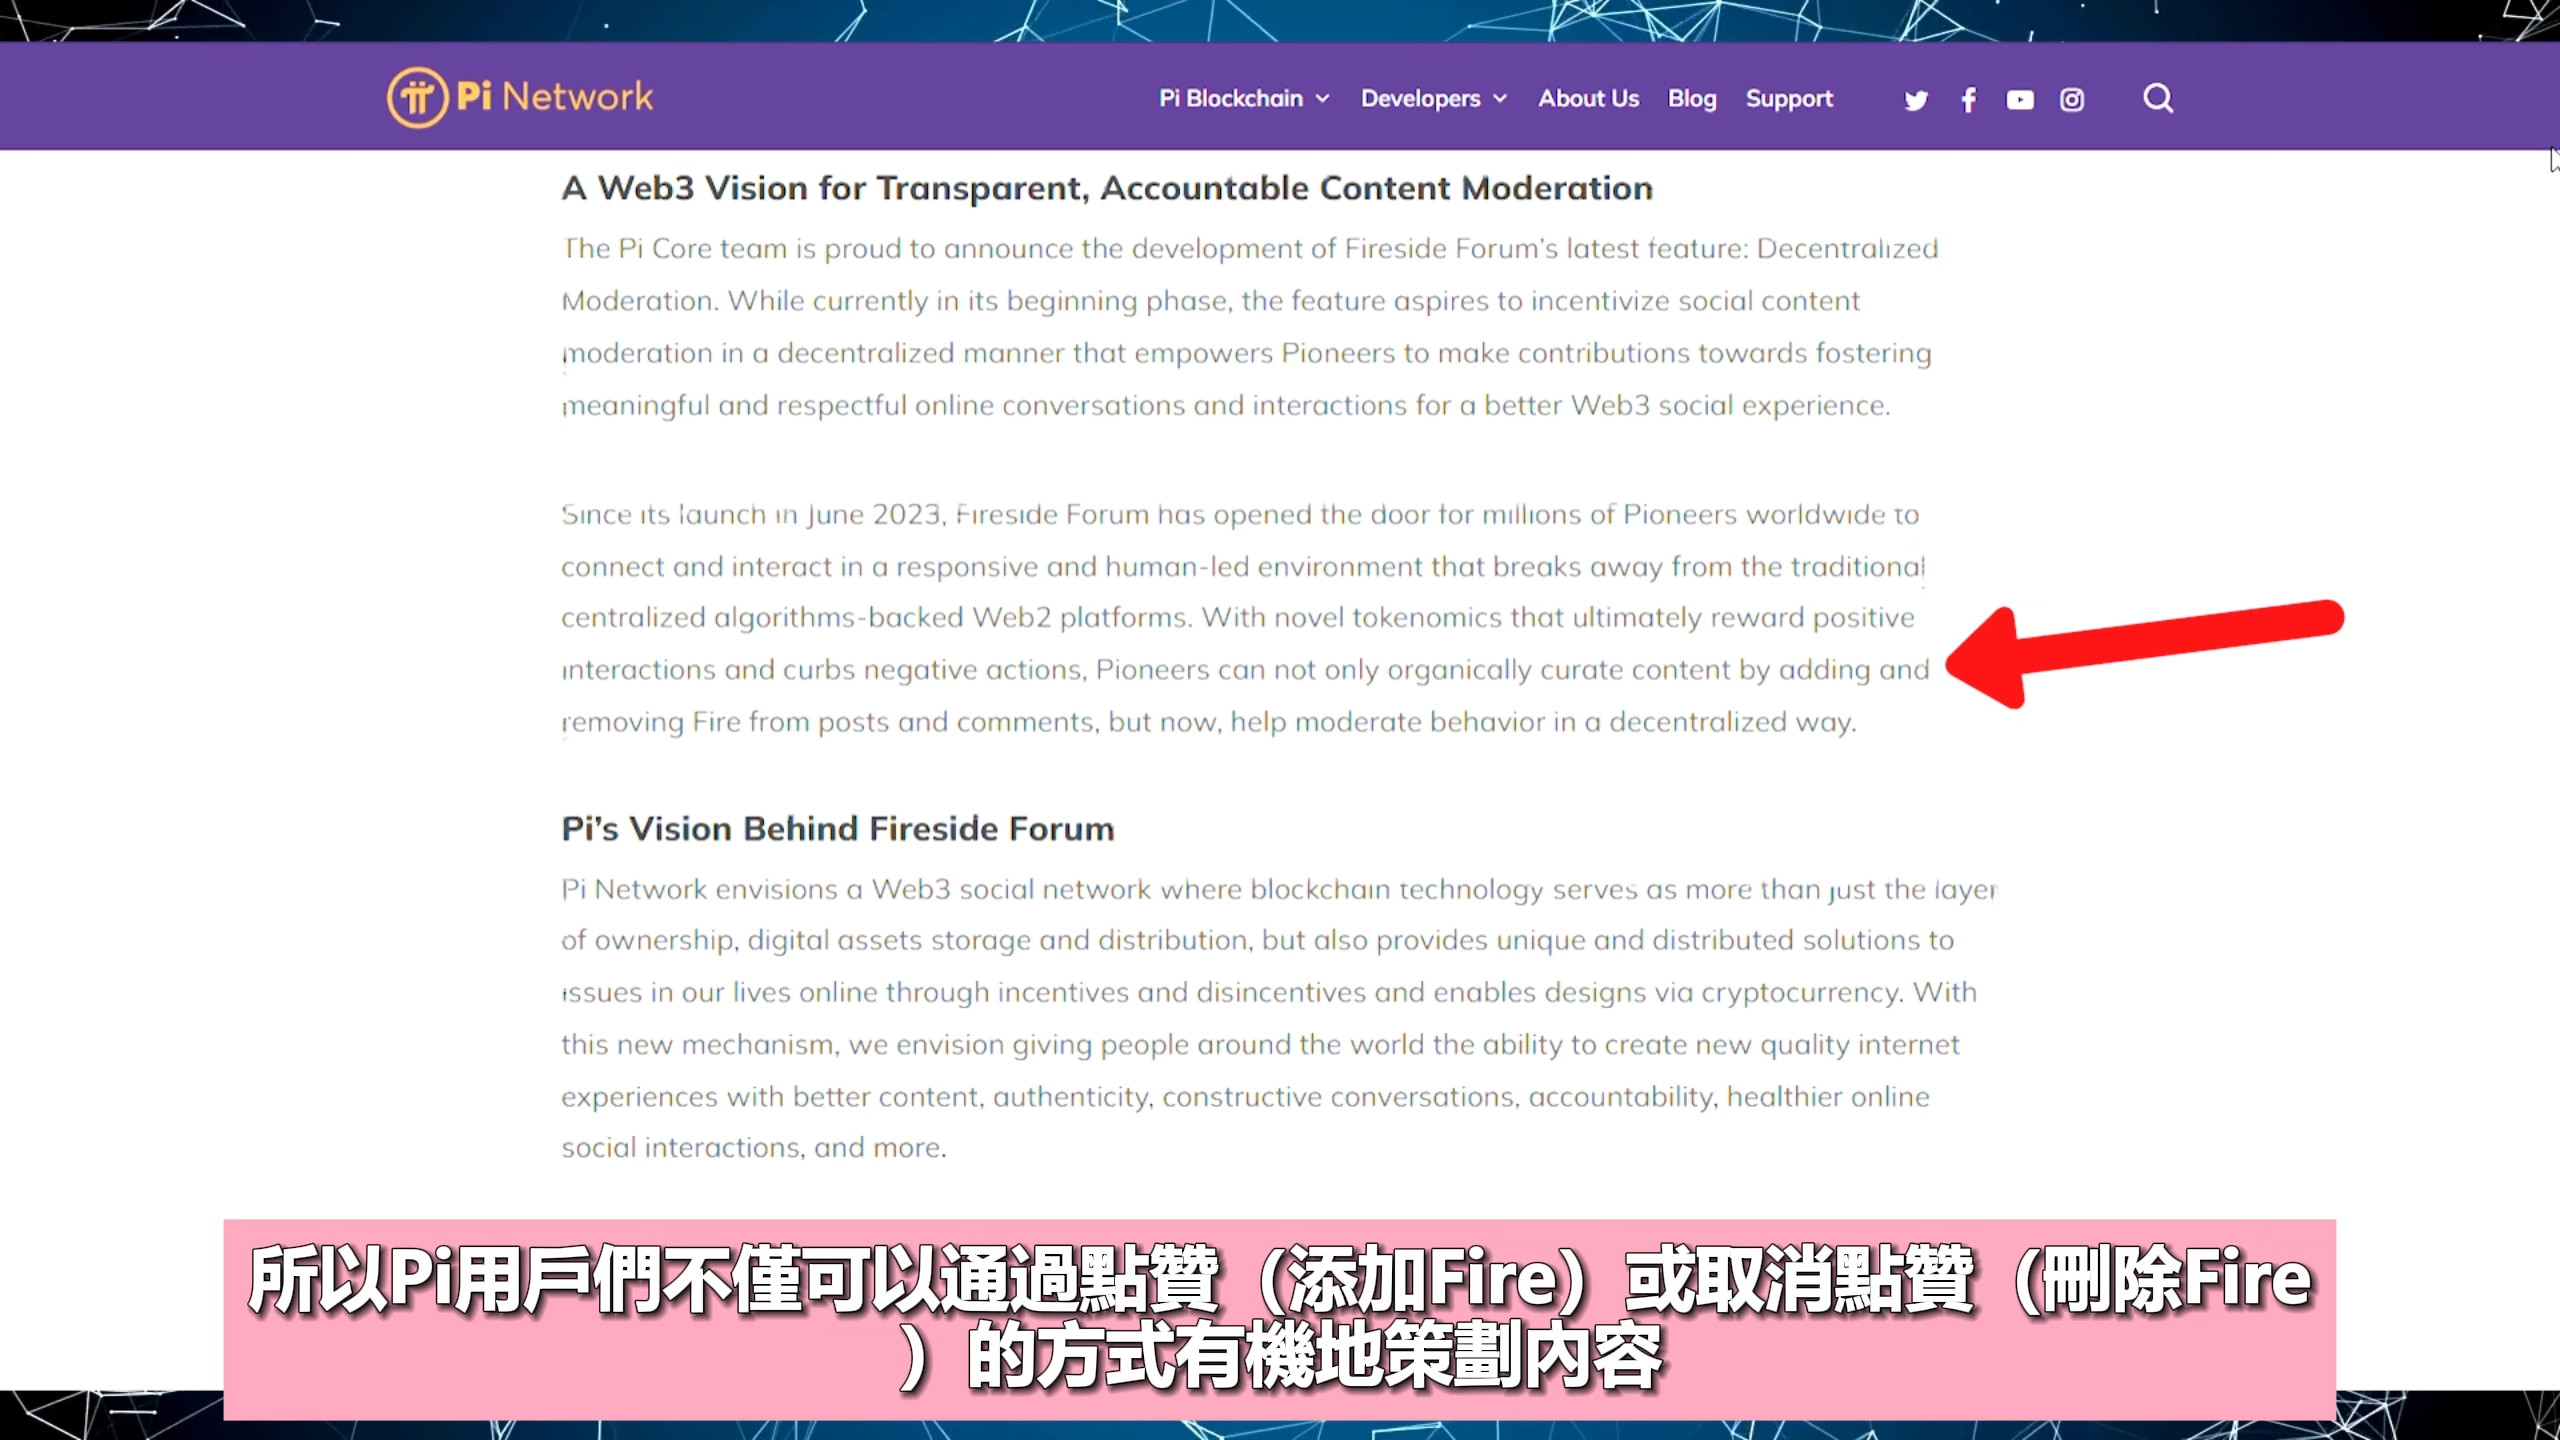 Pi Network
Pi Blockchain Developers About Us Blog Support
A Web3 Vision for Transparent, Accountable Content Moderation
The Pi Core team is proud to announce the development of Fireside Forum's latest feature: Decentralized
Moderation. While currently in its beginning phase, the feature aspires to incentivize social content
moderation in a decentralized manner that empowers Pioneers to make contributions towards fostering
meaningful and respectful online conversations and interactions for a better Web3 social experience.
Since its launch in June 2023, Fireside Forum has opened the door for millions of Pioneers worldwide to
connect and interact in a responsive and human-led environment that breaks away from the traditional
centralized algorithms-backed Web2 platforms. With novel tokenomics that ultimately reward positive
interactions and curbs negative actions, Pioneers can not only organically curate content by adding and
removing Fire from posts and comments, but now, help moderate behavior in a decentralized way.
Pi's Vision Behind Fireside Forum
Pi Network envisions a Web3 social network where blockchain technology serves as more than just the layer
of ownership, digital assets storage and distribution, but also provides unique and distributed solutions to
issues in our lives online through incentives and disincentives and enables designs via cryptocurrency. With
this new mechanism, we envision giving people around the world the ability to create new quality internet
experiences with better content, authenticity, constructive conversations, accountability, healthier online
social interactions, and more.
所以Pi用戶們不僅可以通過點贊（添加Fire）或取消點贊（刪除Fire
）的方式有機地策劃內容